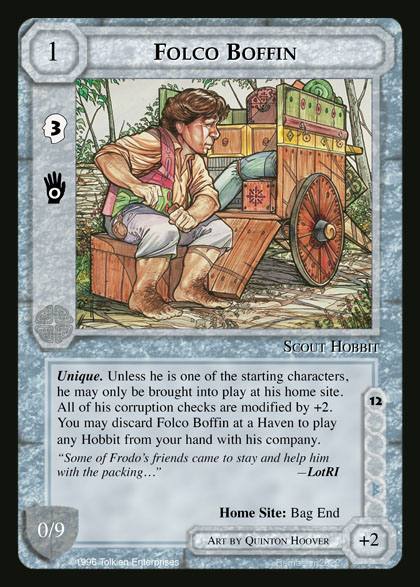 1
FOLCO BOFFIN
3
SCOUT HOBBIT
Unique. Unless he is one of the starting characters,
he may only be brought into play at his home site.
All of his corruption checks are modified by +2.
You may discard Folco Boffin at a Haven to play
any Hobbit from your hand with his company.
“Some of Frodo’s friends came to stay and help him
with the packing…” –LotRI
12
Home Site: Bag End
0/9
ART BY QUINTON HOOVER
+2
©1996 Tolkien Enterprises